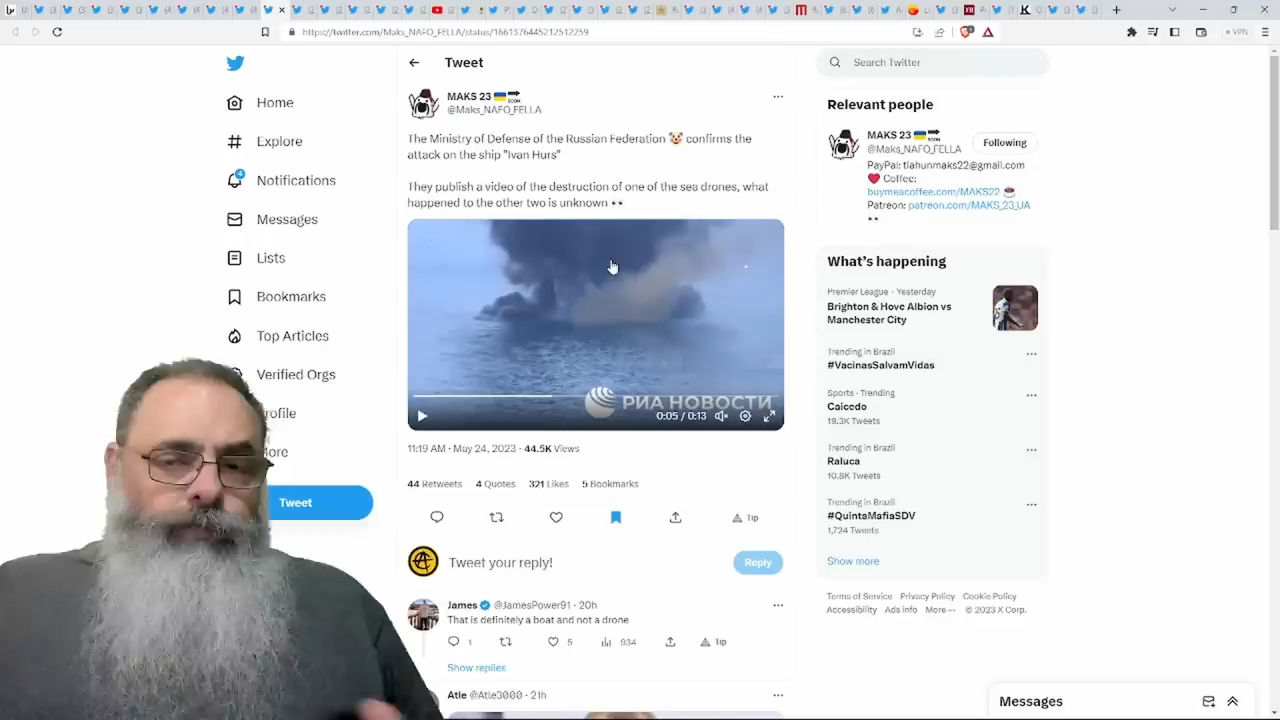 https://twitter.com/Maks_NAFO_FELLA/status/1661376445212512259
VPN
Home
Explore
4
Notifications
Messages
Lists
Bookmarks
Top Articles
Verified Orgs
rofile
ore
Tweet
Tweet
MAKS 23
@Maks_NAFO_FELLA
The Ministry of Defense of the Russian Federation 🤡 confirms the
attack on the ship "Ivan Hurs"
They publish a video of the destruction of one of the sea drones, what
happened to the other two is unknown 👀
РИА НОВОСТИ
0:05 / 0:13
11:19 AM · May 24, 2023 · 44.5K Views
44 Retweets 4 Quotes 321 Likes 5 Bookmarks
Tip
Tweet your reply!
Reply
James @JamesPower91 · 20h
That is definitely a boat and not a drone
1 5 934 Tip
Show replies
Atle @Atle3000 · 21h
Search Twitter
Relevant people
MAKS 23
@Maks_NAFO_FELLA
Following
PayPal: tiahunmaks22@gmail.com
❤️ Coffee:
buymeacoffee.com/MAKS22 ☕
Patreon: patreon.com/MAKS_23_UA
👀
What's happening
Premier League · Yesterday
Brighton & Hove Albion vs
Manchester City
Trending in Brazil
#VacinasSalvamVidas
Sports · Trending
Caicedo
19.3K Tweets
Trending in Brazil
Raluca
10.8K Tweets
Trending in Brazil
#QuintaMafiaSDV
1,724 Tweets
Show more
Terms of Service Privacy Policy Cookie Policy
Accessibility Ads info More ··· © 2023 X Corp.
Messages